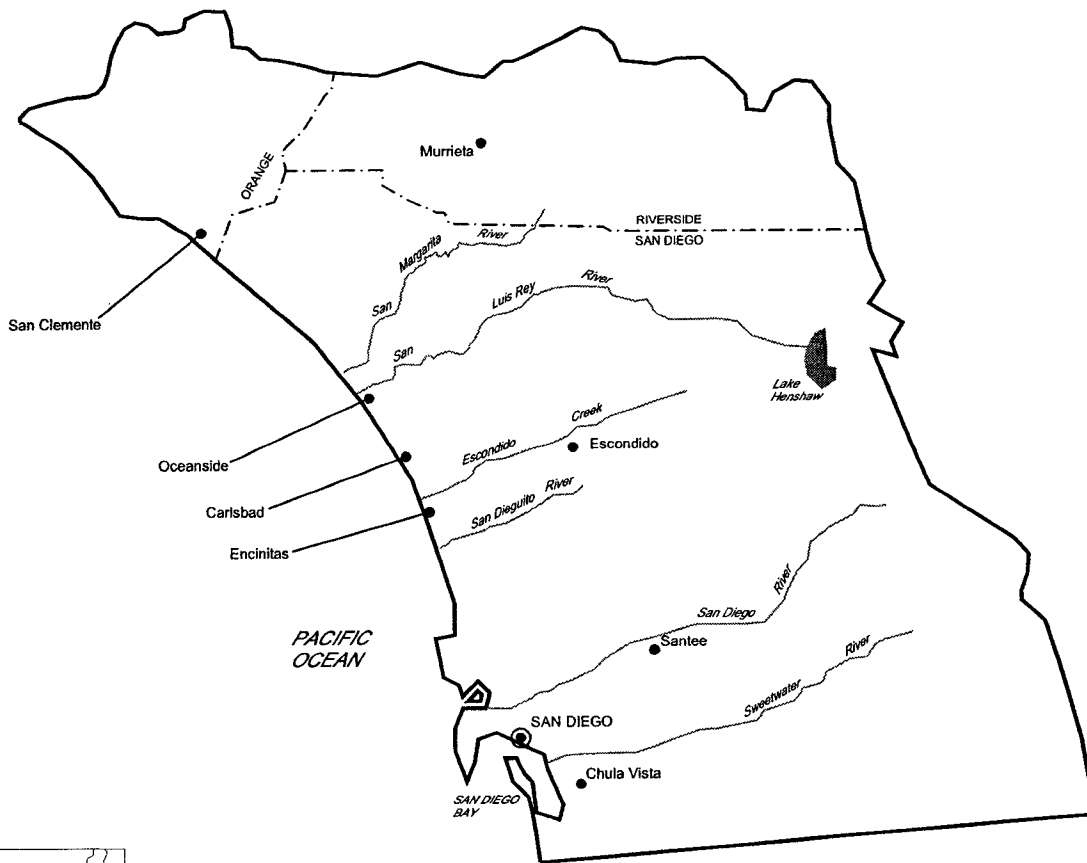 Murrieta
ORANGE
RIVERSIDE
SAN DIEGO
San Margarita River
San Clemente
San Luis Rey River
Lake
Henshaw
Oceanside
Escondido Creek
Escondido
Carlsbad
San Dieguito River
Encinitas
PACIFIC
OCEAN
San Diego River
Santee
Sweetwater River
SAN DIEGO
Chula Vista
SAN DIEGO
BAY